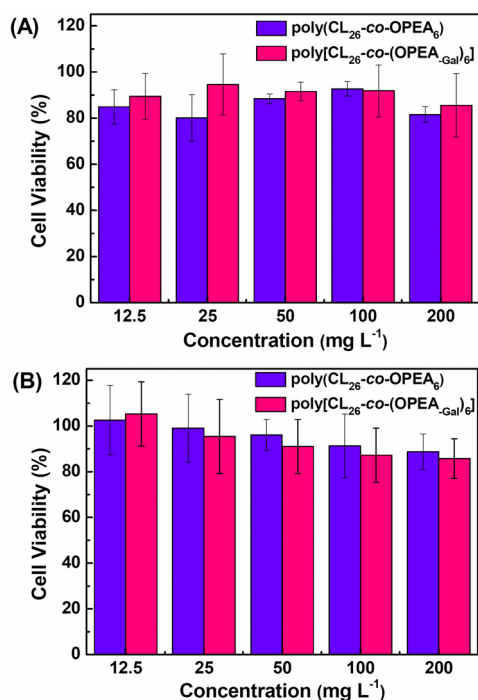 (A)
poly(CL₂₆-co-OPEA₆)
poly[CL₂₆-co-(OPEA-Gal)₆]
120
100
80
60
40
20
0
Cell Viability (%)
12.5 25 50 100 200
Concentration (mg L⁻¹)
(B)
poly(CL₂₆-co-OPEA₆)
poly[CL₂₆-co-(OPEA-Gal)₆]
120
100
80
60
40
20
0
Cell Viability (%)
12.5 25 50 100 200
Concentration (mg L⁻¹)